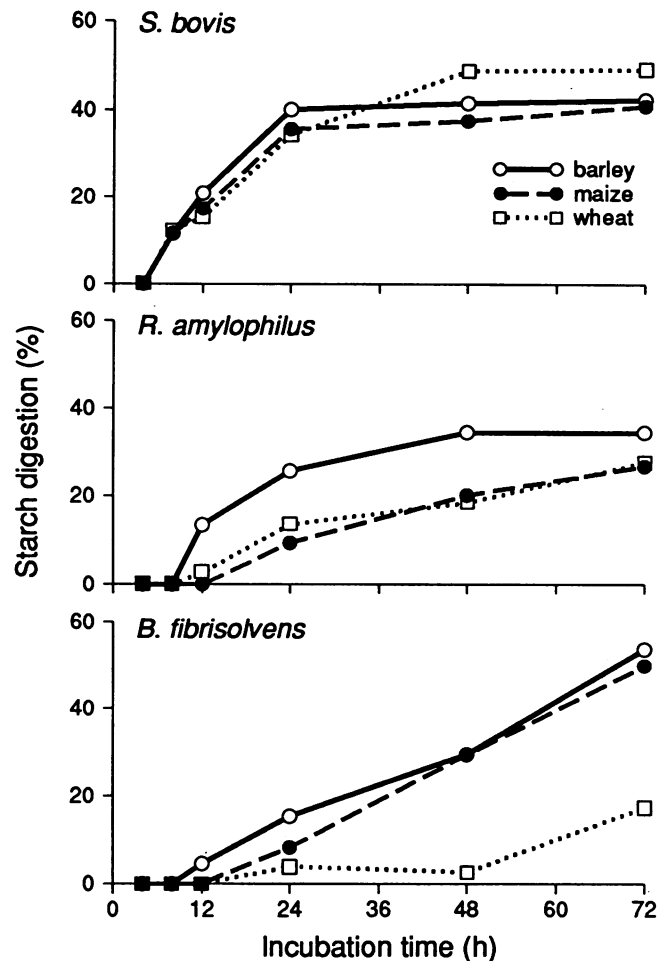 S. bovis
60
40
20
0
barley
maize
wheat
R. amylophilus
60
40
20
0
Starch digestion (%)
B. fibrisolvens
60
40
20
0
0 12 24 36 48 60 72
Incubation time (h)